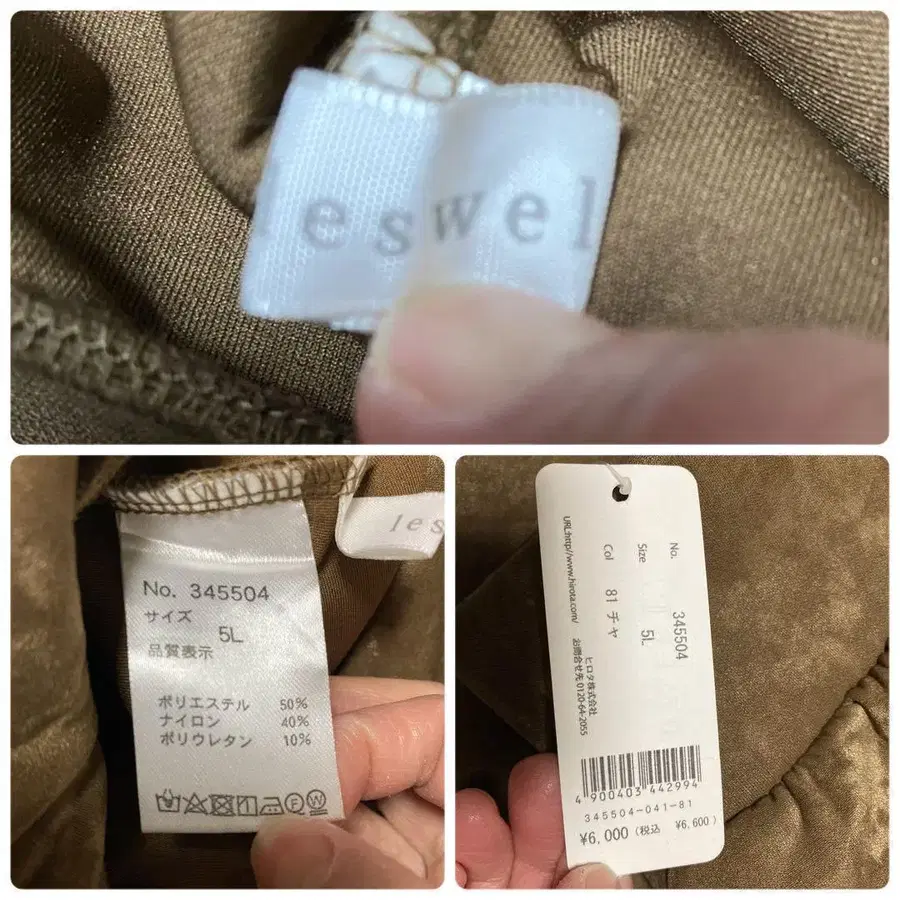 leswel
No. 345504
サイズ
5L
品質表示
ポリエステル 50%
ナイロン 40%
ポリウレタン 10%
les
No. 345504
Size 5L
Col 81 チャ
URL:http//www.hirota.com/
ヒロタ株式会社
お問合せ先 0120-64-2055
4 900403 442994
345504-041-81
¥6,000 (税込 ¥6,600)